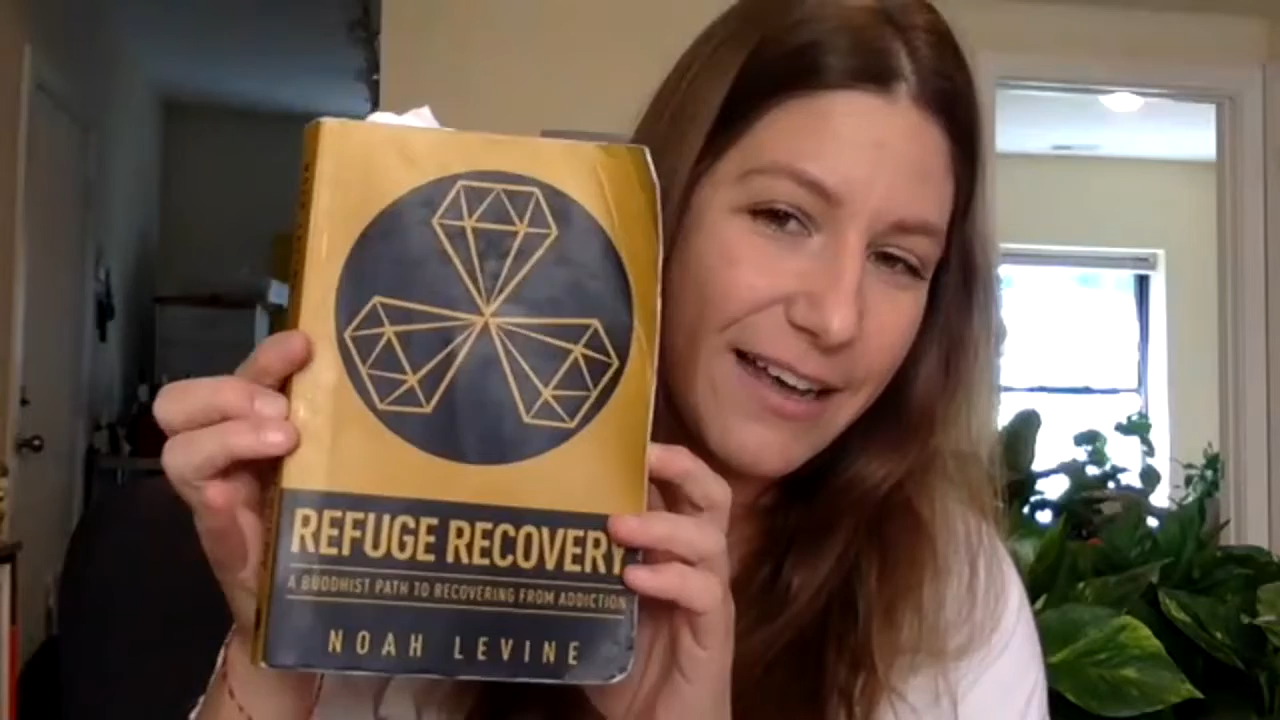 REFUGE RECOVERY
A BUDDHIST PATH TO RECOVERING FROM ADDICTION
NOAH LEVINE